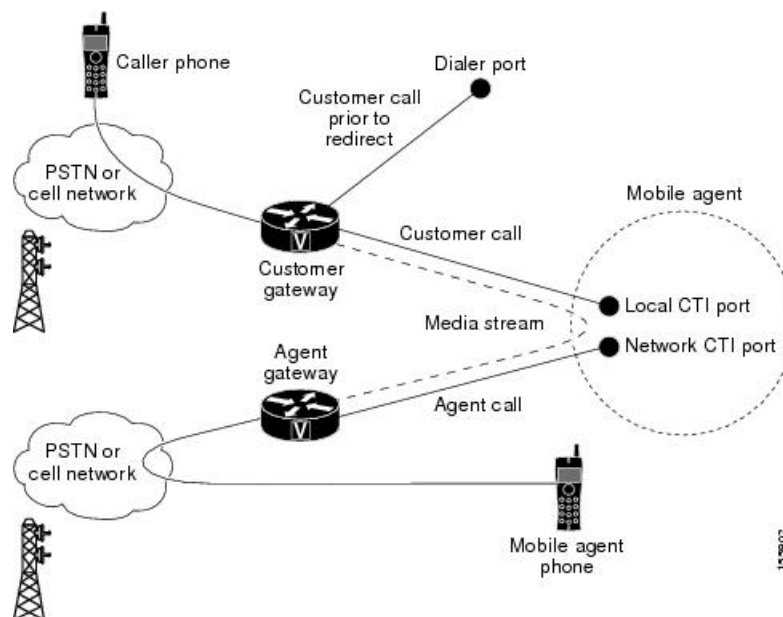 Caller phone
Dialer port
Customer call
prior to
redirect
PSTN or
cell network
Mobile agent
V
Customer
gateway
Customer call
Local CTI port
Media stream
Network CTI port
Agent
gateway
V
Agent call
PSTN or
cell network
Mobile agent
phone